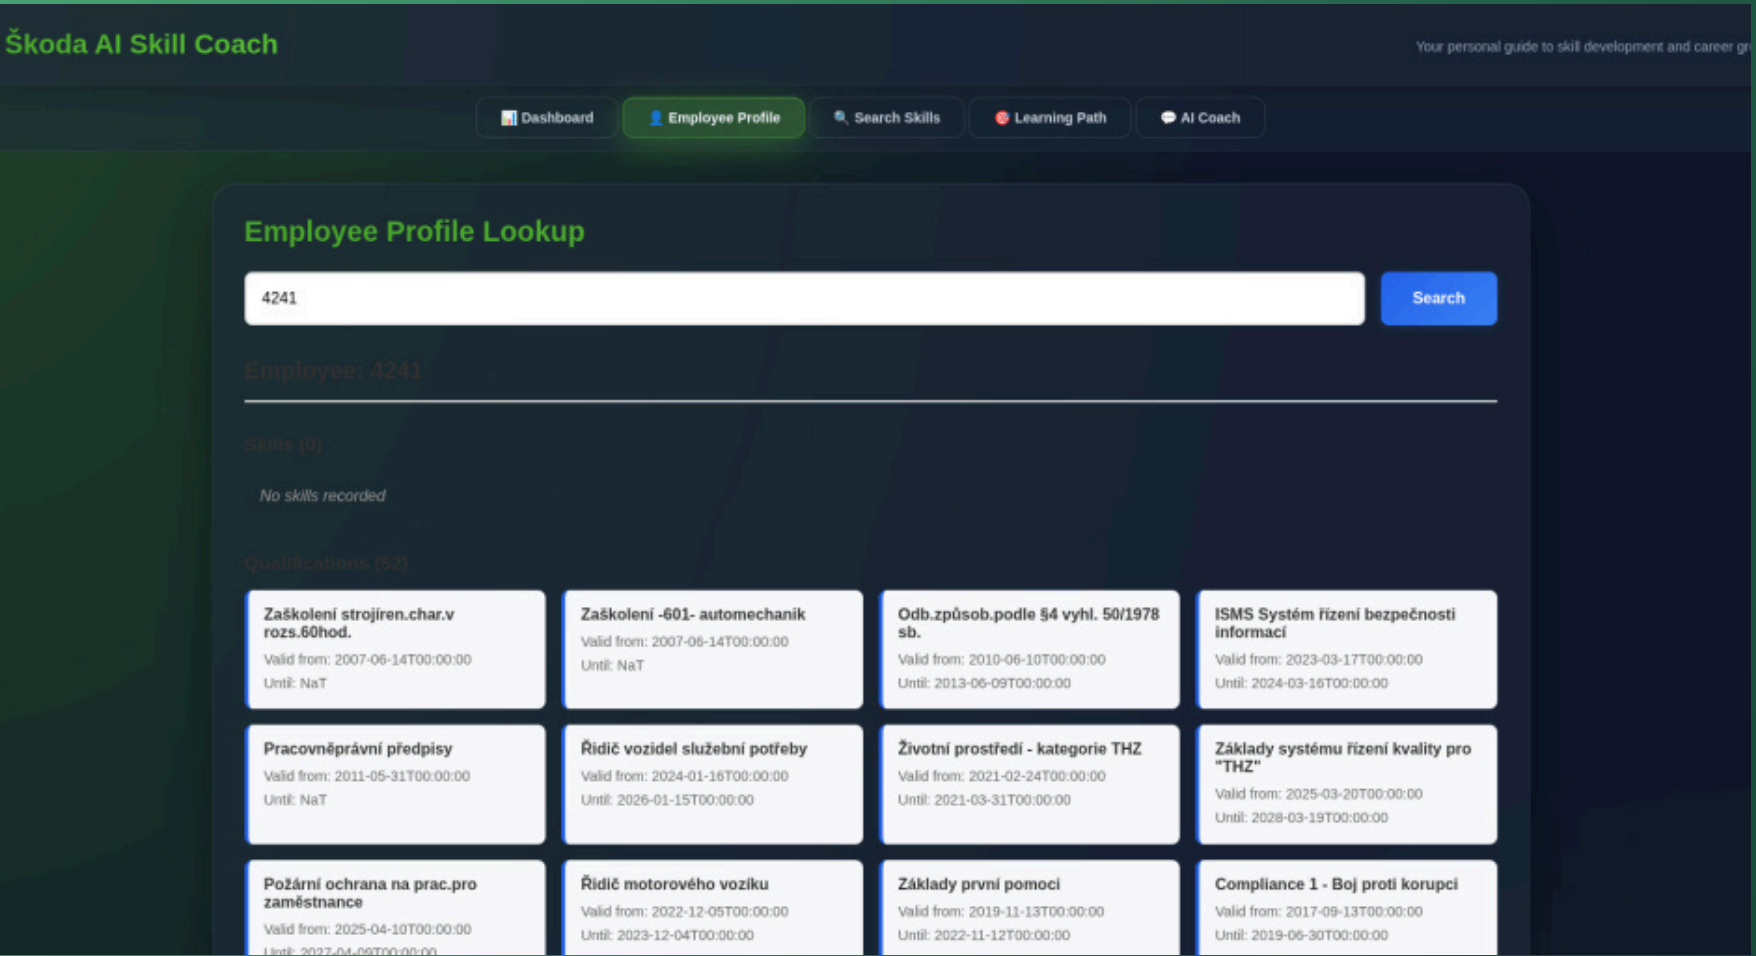 Škoda AI Skill Coach
Your personal guide to skill development and career gr
📊 Dashboard
👤 Employee Profile
🔍 Search Skills
🎯 Learning Path
💬 AI Coach
Employee Profile Lookup
4241
Search
Employee: 4241
Skills (0)
No skills recorded
Qualifications (52)
Zaškolení strojíren.char.v
rozs.60hod.
Valid from: 2007-06-14T00:00:00
Until: NaT
Zaškolení -601- automechanik
Valid from: 2007-06-14T00:00:00
Until: NaT
Odb.způsob.podle §4 vyhl. 50/1978
sb.
Valid from: 2010-06-10T00:00:00
Until: 2013-06-09T00:00:00
ISMS Systém řízení bezpečnosti
informací
Valid from: 2023-03-17T00:00:00
Until: 2024-03-16T00:00:00
Pracovněprávní předpisy
Valid from: 2011-05-31T00:00:00
Until: NaT
Řidič vozidel služební potřeby
Valid from: 2024-01-16T00:00:00
Until: 2026-01-15T00:00:00
Životní prostředí - kategorie THZ
Valid from: 2021-02-24T00:00:00
Until: 2021-03-31T00:00:00
Základy systému řízení kvality pro
"THZ"
Valid from: 2025-03-20T00:00:00
Until: 2028-03-19T00:00:00
Požární ochrana na prac.pro
zaměstnance
Valid from: 2025-04-10T00:00:00
Until: 2027-04-09T00:00:00
Řidič motorového vozíku
Valid from: 2022-12-05T00:00:00
Until: 2023-12-04T00:00:00
Základy první pomoci
Valid from: 2019-11-13T00:00:00
Until: 2022-11-12T00:00:00
Compliance 1 - Boj proti korupci
Valid from: 2017-09-13T00:00:00
Until: 2019-06-30T00:00:00